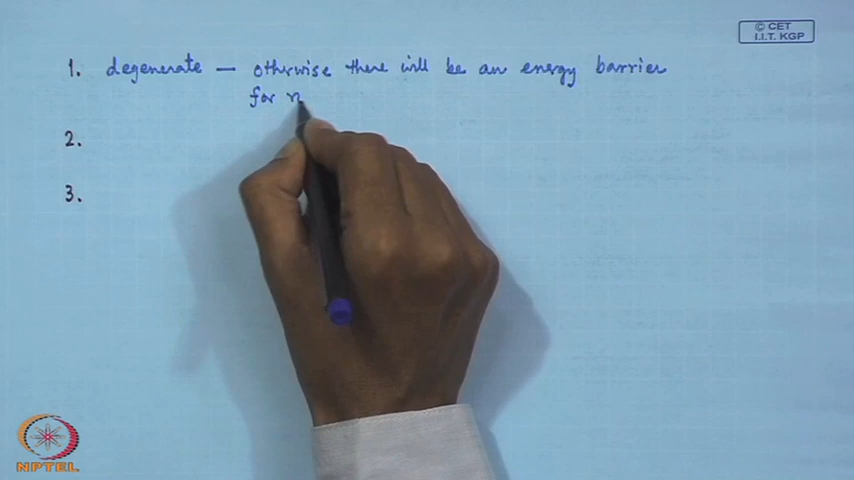 © CET
I.I.T. KGP
1. degenerate — otherwise there will be an energy barrier
for
2.
3.
NPTEL